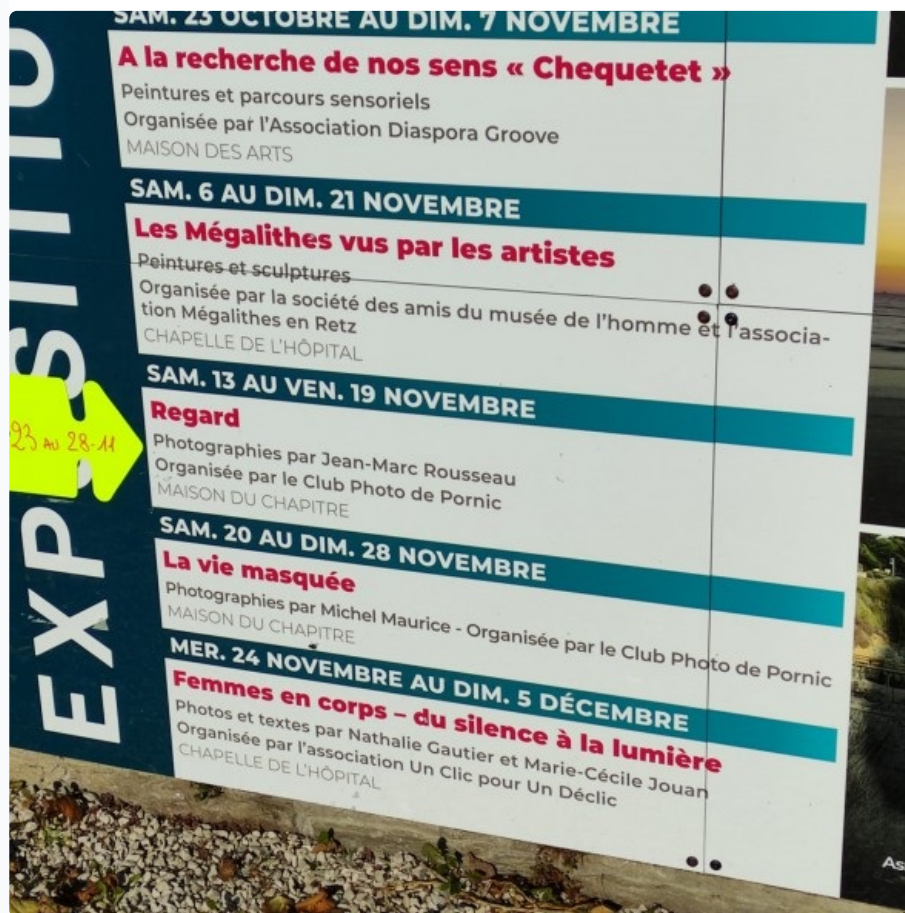 EXPOSITIO
SAM. 23 OCTOBRE AU DIM. 7 NOVEMBRE
A la recherche de nos sens « Chequetet »
Peintures et parcours sensoriels
Organisée par l'Association Diaspora Groove
MAISON DES ARTS
SAM. 6 AU DIM. 21 NOVEMBRE
Les Mégalithes vus par les artistes
Peintures et sculptures
Organisée par la société des amis du musée de l'homme et l'associa-
tion Mégalithes en Retz
CHAPELLE DE L'HÔPITAL
SAM. 13 AU VEN. 19 NOVEMBRE
23 AU 28-11
Regard
Photographies par Jean-Marc Rousseau
Organisée par le Club Photo de Pornic
MAISON DU CHAPITRE
SAM. 20 AU DIM. 28 NOVEMBRE
La vie masquée
Photographies par Michel Maurice - Organisée par le Club Photo de Pornic
MAISON DU CHAPITRE
MER. 24 NOVEMBRE AU DIM. 5 DÉCEMBRE
Femmes en corps – du silence à la lumière
Photos et textes par Nathalie Gautier et Marie-Cécile Jouan
Organisée par l'association Un Clic pour Un Déclic
CHAPELLE DE L'HÔPITAL
As